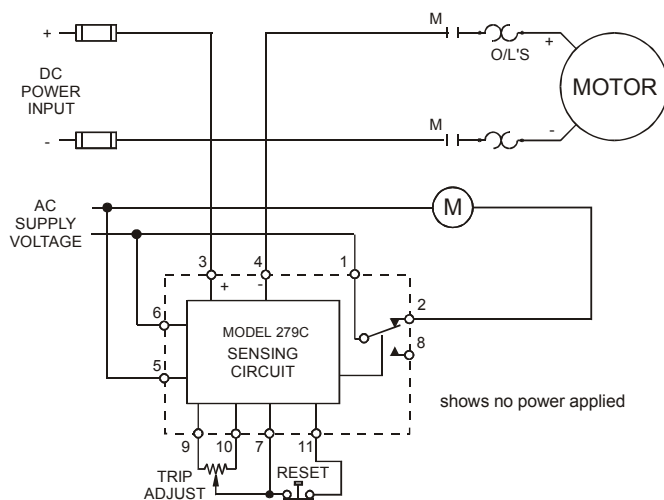 +
DC
POWER
INPUT
-
M
O/L'S
+
MOTOR
M
-
AC
SUPPLY
VOLTAGE
M
3
4
1
+
-
2
6
MODEL 279C
SENSING
CIRCUIT
8
5
shows no power applied
9
10
7
11
TRIP
ADJUST
RESET